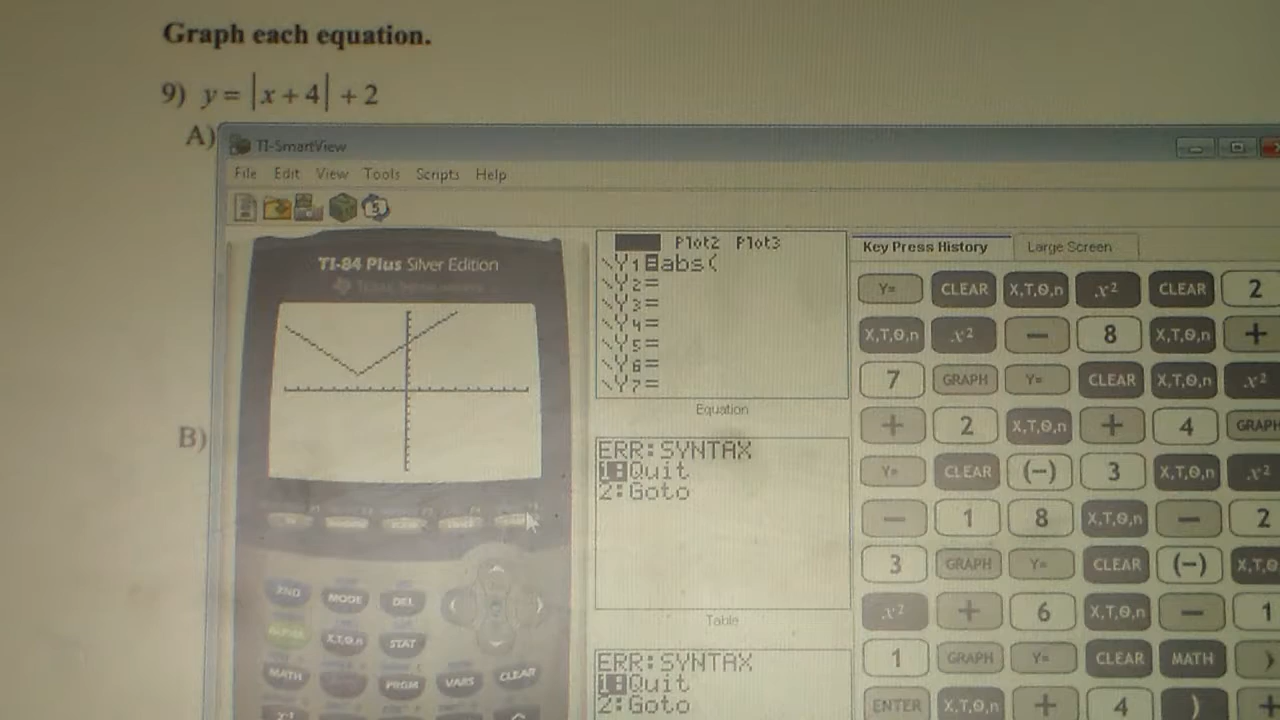 Graph each equation.
9) y = |x + 4| + 2
A)
TI-SmartView
File Edit View Tools Scripts Help
5
TI-84 Plus Silver Edition
B)
2ND MODE DEL
X,T,Θ,n STAT
MATH PRGM VARS CLEAR
Plot2 Plot3
\Y1=abs(
\Y2=
\Y3=
\Y4=
\Y5=
\Y6=
\Y7=
Equation
ERR:SYNTAX
1:Quit
2:Goto
Table
ERR:SYNTAX
1:Quit
2:Goto
Key Press History Large Screen
Y= CLEAR X,T,Θ,n x² CLEAR 2
X,T,Θ,n x² − 8 X,T,Θ,n +
7 GRAPH Y= CLEAR X,T,Θ,n x²
+ 2 X,T,Θ,n + 4 GRAPH
Y= CLEAR (−) 3 X,T,Θ,n x²
− 1 8 X,T,Θ,n − 2
3 GRAPH Y= CLEAR (−) X,T,Θ
x² + 6 X,T,Θ,n − 1
1 GRAPH Y= CLEAR MATH )
ENTER X,T,Θ,n + 4 ) +